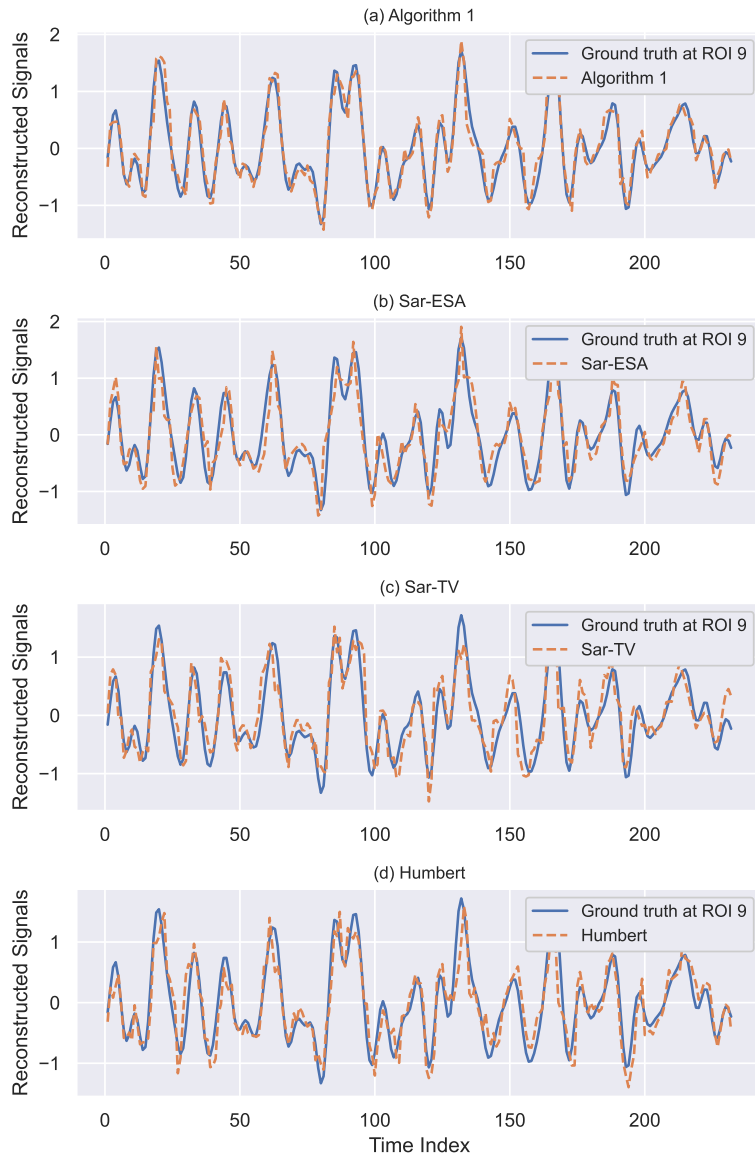 (a) Algorithm 1
Reconstructed Signals
2
1
0
−1
Ground truth at ROI 9
Algorithm 1
0 50 100 150 200
(b) Sar-ESA
Reconstructed Signals
2
1
0
−1
Ground truth at ROI 9
Sar-ESA
0 50 100 150 200
(c) Sar-TV
Reconstructed Signals
1
0
−1
Ground truth at ROI 9
Sar-TV
0 50 100 150 200
(d) Humbert
Reconstructed Signals
1
0
−1
Ground truth at ROI 9
Humbert
0 50 100 150 200
Time Index